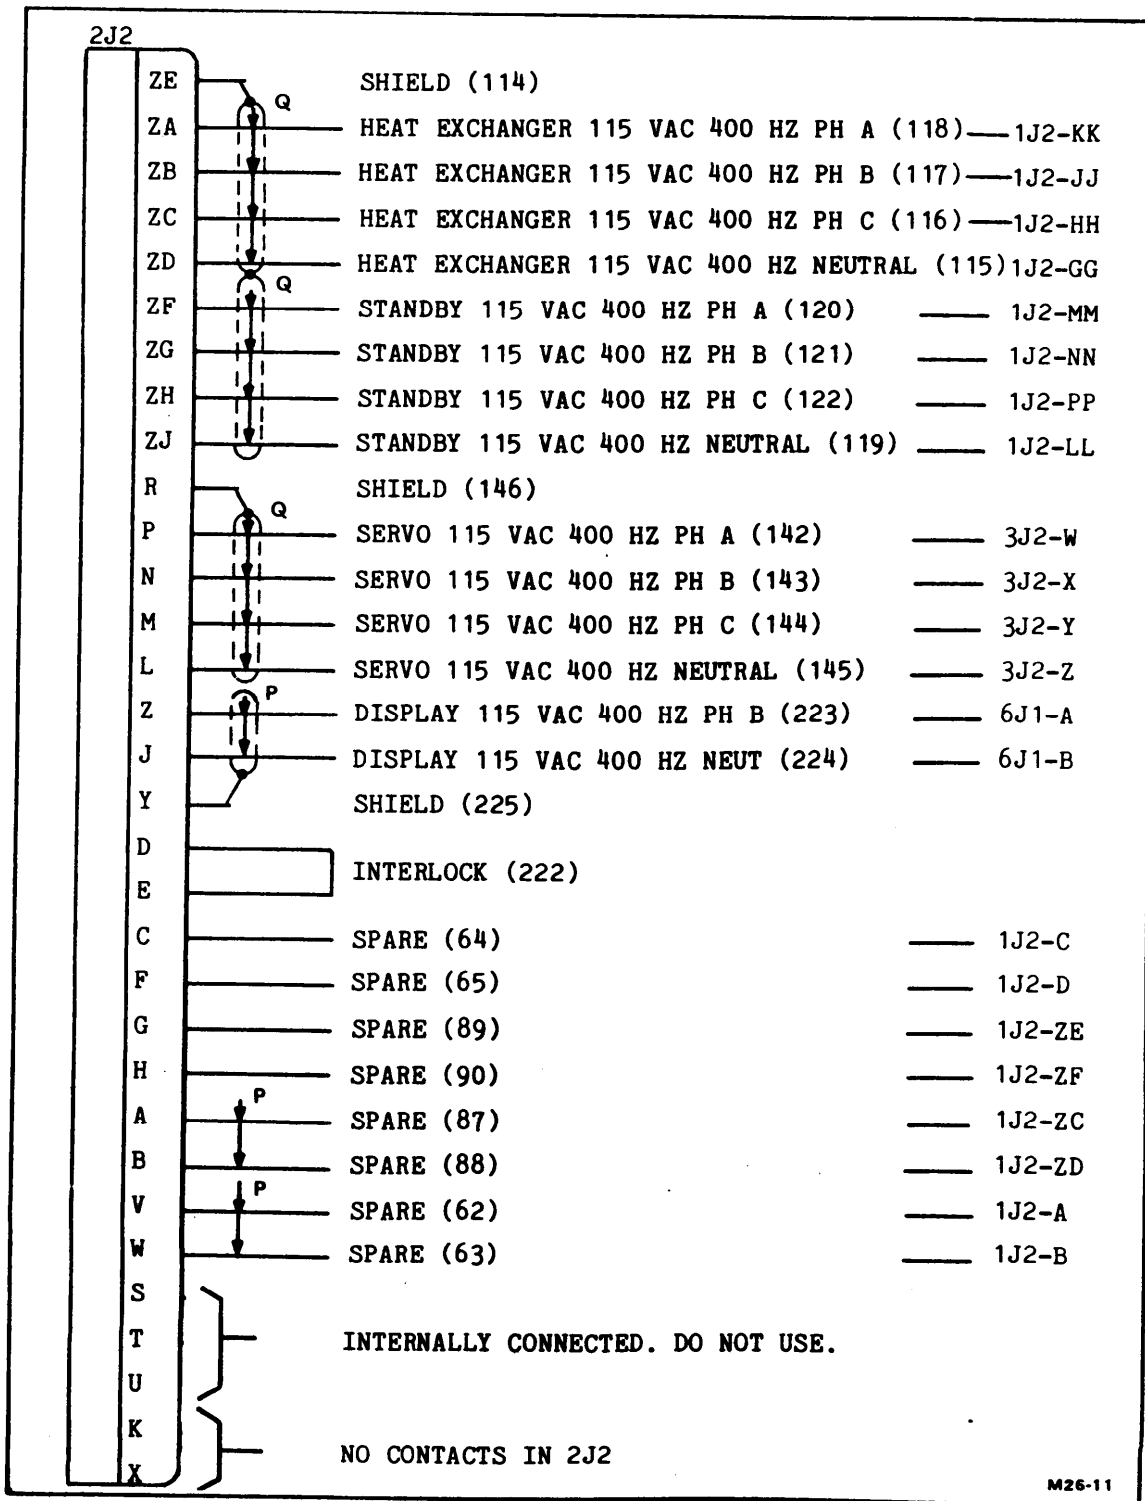 2J2
ZE SHIELD (114)
Q
ZA HEAT EXCHANGER 115 VAC 400 HZ PH A (118) 1J2-KK
ZB HEAT EXCHANGER 115 VAC 400 HZ PH B (117) 1J2-JJ
ZC HEAT EXCHANGER 115 VAC 400 HZ PH C (116) 1J2-HH
ZD HEAT EXCHANGER 115 VAC 400 HZ NEUTRAL (115) 1J2-GG
Q
ZF STANDBY 115 VAC 400 HZ PH A (120) 1J2-MM
ZG STANDBY 115 VAC 400 HZ PH B (121) 1J2-NN
ZH STANDBY 115 VAC 400 HZ PH C (122) 1J2-PP
ZJ STANDBY 115 VAC 400 HZ NEUTRAL (119) 1J2-LL
R SHIELD (146)
Q
P SERVO 115 VAC 400 HZ PH A (142) 3J2-W
N SERVO 115 VAC 400 HZ PH B (143) 3J2-X
M SERVO 115 VAC 400 HZ PH C (144) 3J2-Y
L SERVO 115 VAC 400 HZ NEUTRAL (145) 3J2-Z
P
Z DISPLAY 115 VAC 400 HZ PH B (223) 6J1-A
J DISPLAY 115 VAC 400 HZ NEUT (224) 6J1-B
Y SHIELD (225)
D
INTERLOCK (222)
E
C SPARE (64) 1J2-C
F SPARE (65) 1J2-D
G SPARE (89) 1J2-ZE
H SPARE (90) 1J2-ZF
P
A SPARE (87) 1J2-ZC
B SPARE (88) 1J2-ZD
P
V SPARE (62) 1J2-A
W SPARE (63) 1J2-B
S
T INTERNALLY CONNECTED. DO NOT USE.
U
K
NO CONTACTS IN 2J2
X
M26-11